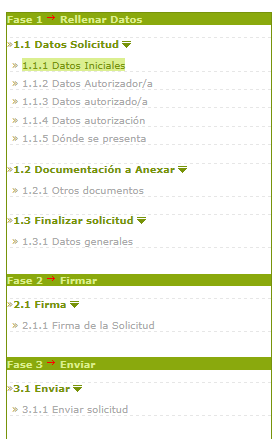 Fase 1 → Rellenar Datos
»1.1 Datos Solicitud
» 1.1.1 Datos Iniciales
» 1.1.2 Datos Autorizador/a
» 1.1.3 Datos autorizado/a
» 1.1.4 Datos autorización
» 1.1.5 Dónde se presenta
»1.2 Documentación a Anexar
» 1.2.1 Otros documentos
»1.3 Finalizar solicitud
» 1.3.1 Datos generales
Fase 2 → Firmar
»2.1 Firma
» 2.1.1 Firma de la Solicitud
Fase 3 → Enviar
»3.1 Enviar
» 3.1.1 Enviar solicitud